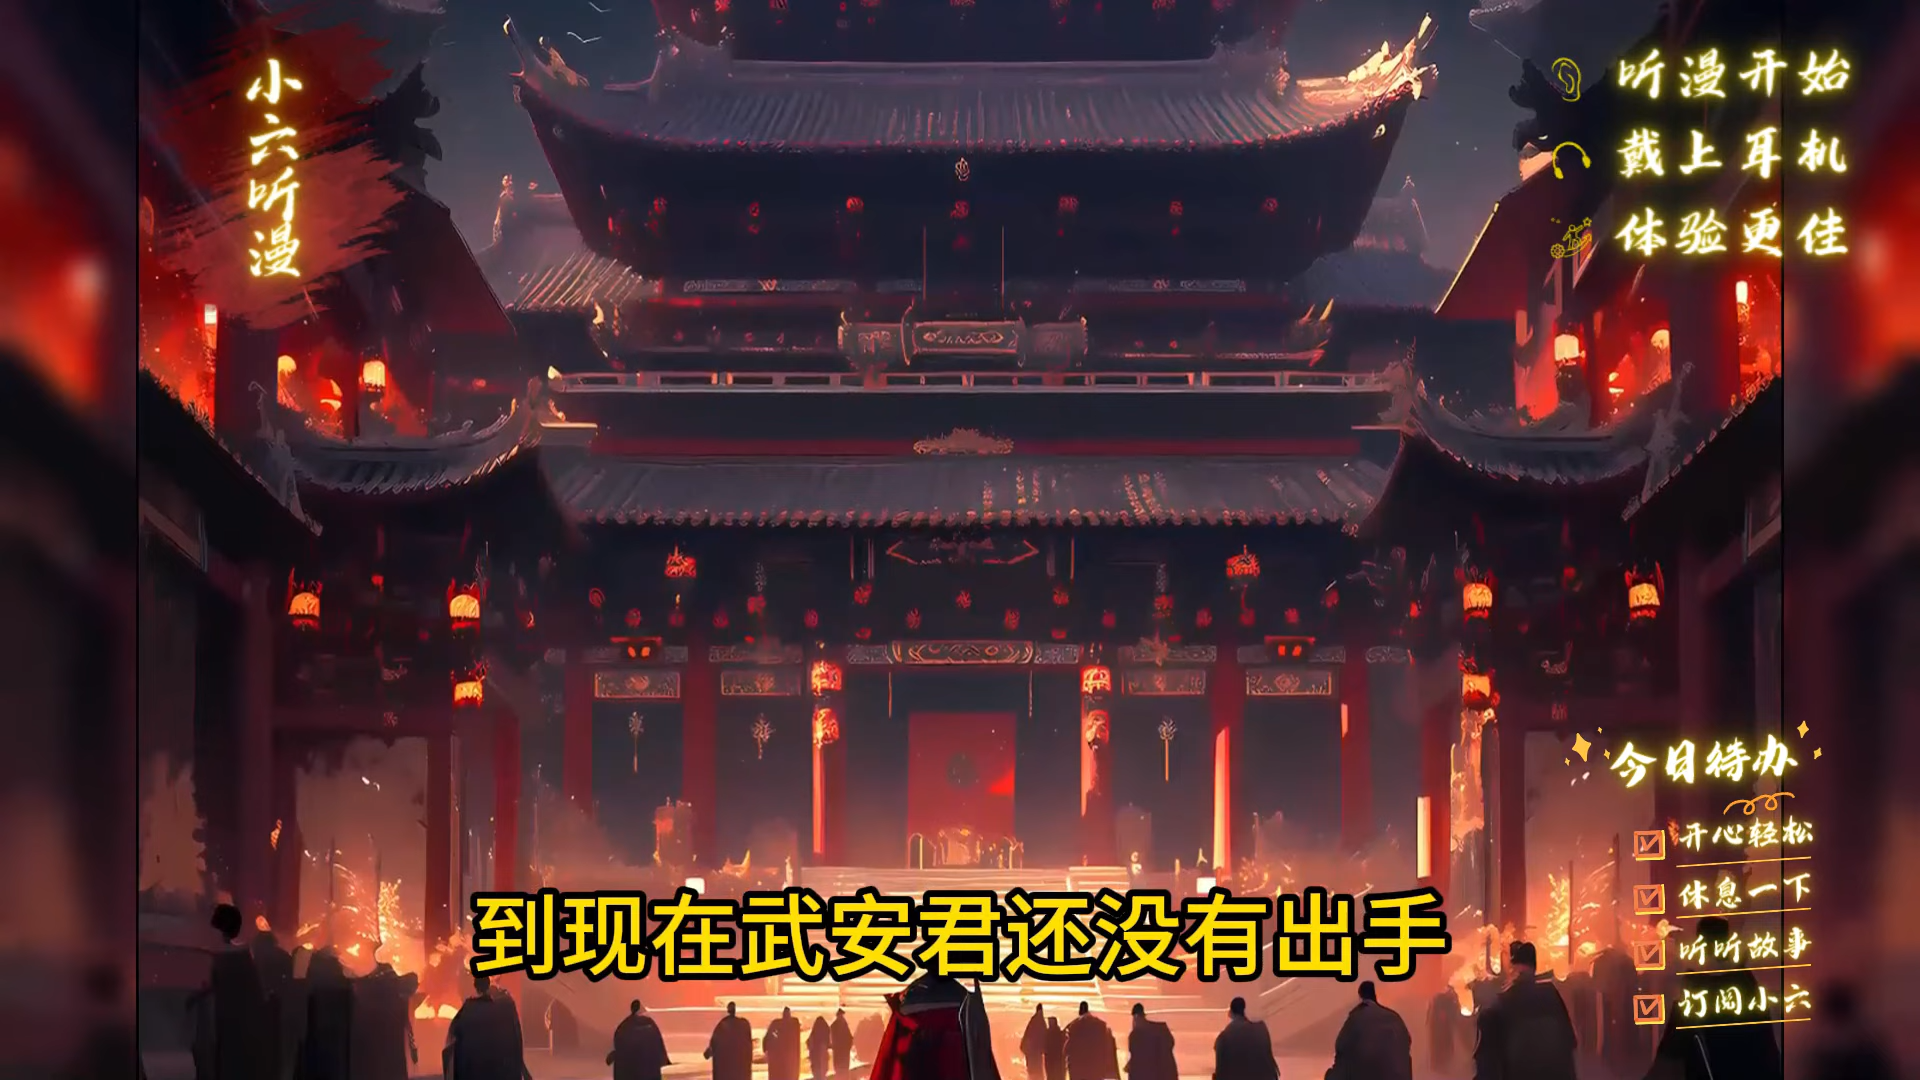 小六听漫
听漫开始
戴上耳机
体验更佳
今日待办
开心轻松
休息一下
听听故事
订阅小六
到现在武安君还没有出手